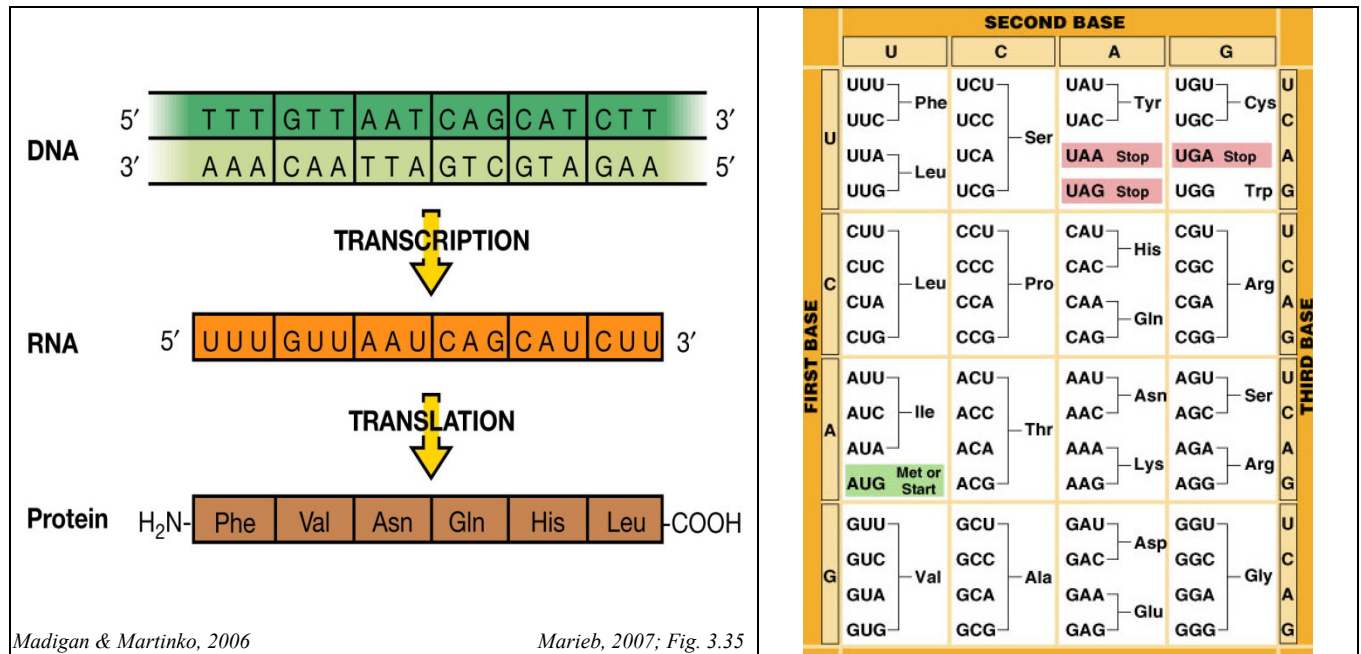 5′ TTT GTT AAT CAG CAT CTT 3′
DNA
3′ AAA CAA TTA GTC GTA GAA 5′
TRANSCRIPTION
RNA 5′ UUU GUU AAU CAG CAU CUU 3′
TRANSLATION
Protein H₂N- Phe Val Asn Gln His Leu -COOH
Madigan & Martinko, 2006 Marieb, 2007; Fig. 3.35
SECOND BASE
U C A G
FIRST BASE
THIRD BASE
U
UUU UCU UAU UGU U
Phe Tyr Cys
UUC UCC UAC UGC C
Ser
UUA UCA UAA Stop UGA Stop A
Leu
UUG UCG UAG Stop UGG Trp G
C
CUU CCU CAU CGU U
His
CUC CCC CAC CGC C
Leu Pro Arg
CUA CCA CAA CGA A
Gln
CUG CCG CAG CGG G
A
AUU ACU AAU AGU U
Asn Ser
AUC Ile ACC AAC AGC C
Thr
AUA ACA AAA AGA A
Lys Arg
AUG Met or Start ACG AAG AGG G
G
GUU GCU GAU GGU U
Asp
GUC GCC GAC GGC C
Val Ala Gly
GUA GCA GAA GGA A
Glu
GUG GCG GAG GGG G